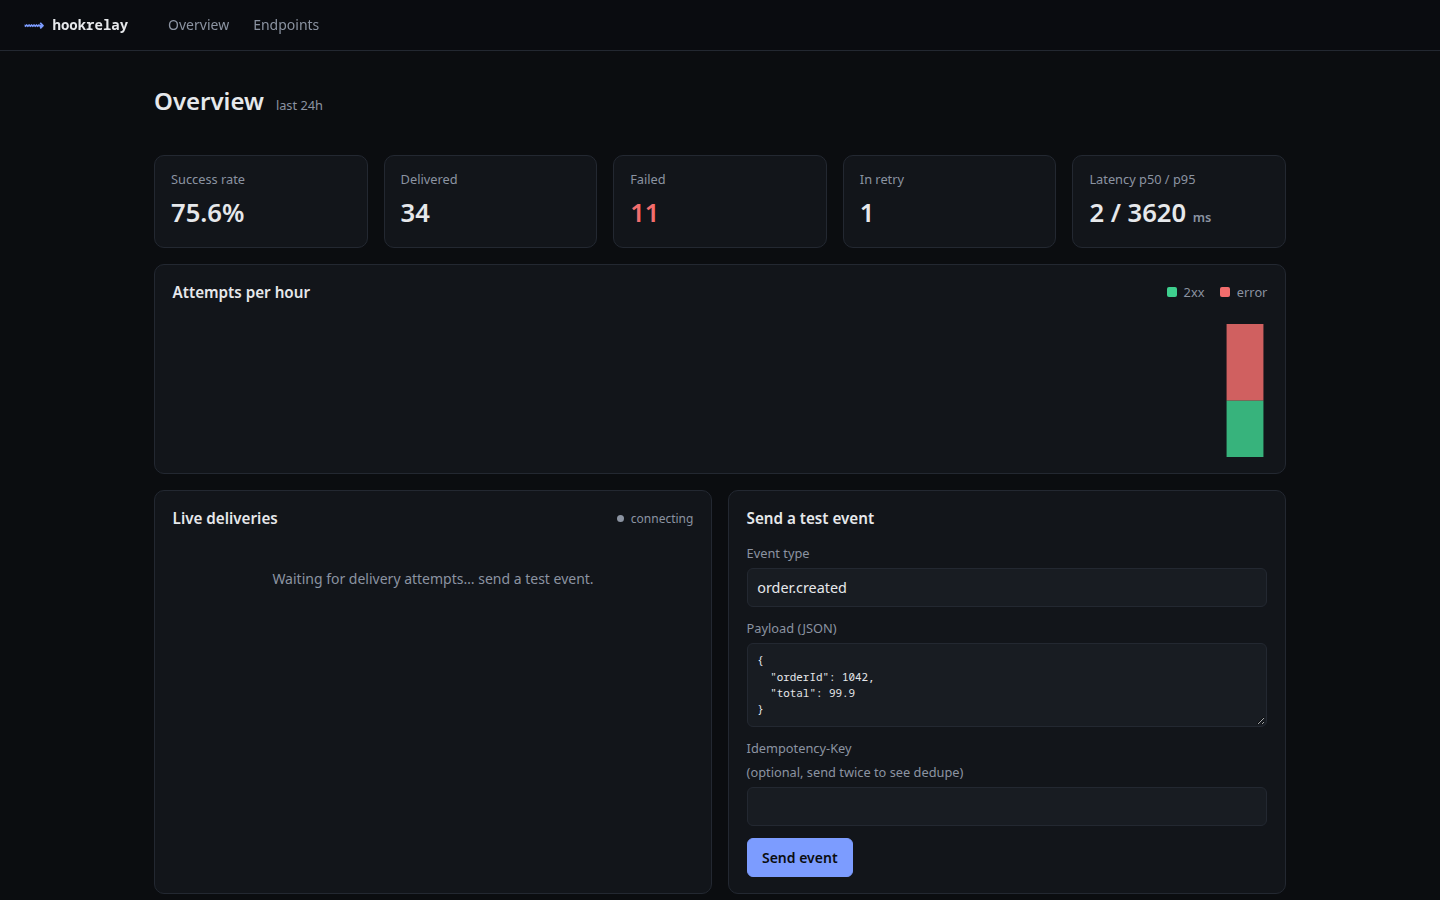 hookrelay Overview Endpoints
Overview last 24h
Success rate
75.6%
Delivered
34
Failed
11
In retry
1
Latency p50 / p95
2 / 3620 ms
Attempts per hour
2xx error
Live deliveries
connecting
Waiting for delivery attempts... send a test event.
Send a test event
Event type
order.created
Payload (JSON)
{
  "orderId": 1042,
  "total": 99.9
}
Idempotency-Key
(optional, send twice to see dedupe)
Send event